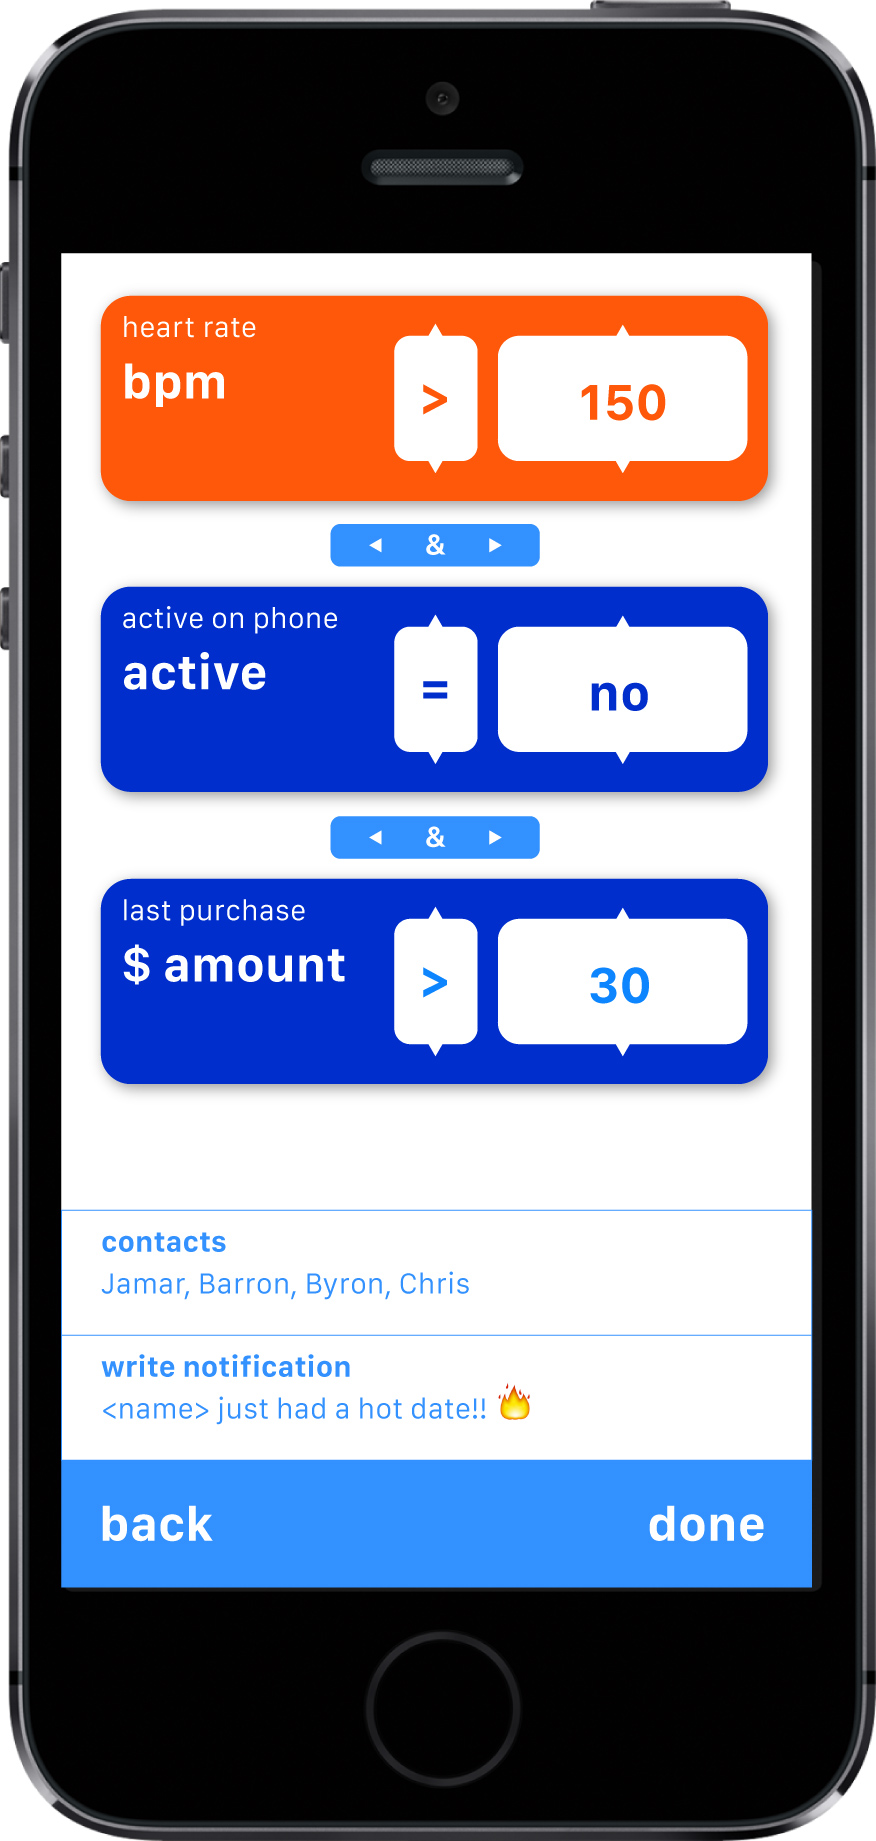 heart rate
bpm
>
150
&
active on phone
active
=
no
&
last purchase
$ amount
>
30
contacts
Jamar, Barron, Byron, Chris
write notification
<name> just had a hot date!! 🔥
back
done